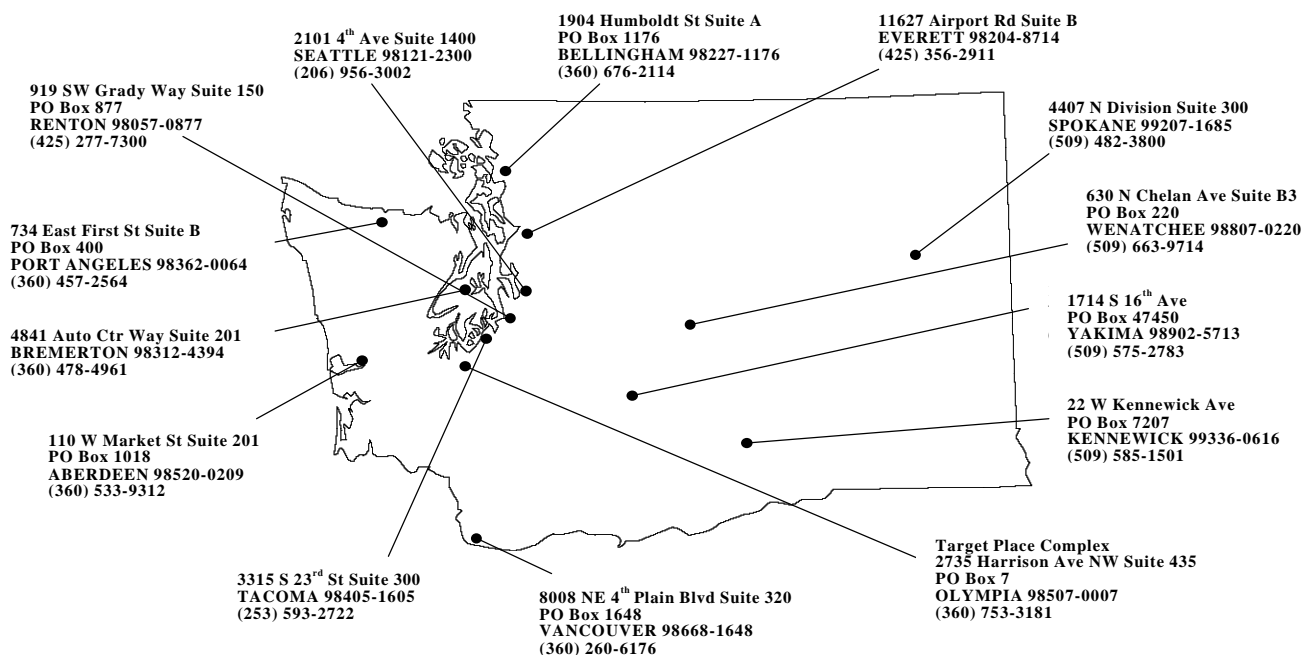 1904 Humboldt St Suite A
PO Box 1176
BELLINGHAM 98227-1176
(360) 676-2114
11627 Airport Rd Suite B
EVERETT 98204-8714
(425) 356-2911
2101 4th Ave Suite 1400
SEATTLE 98121-2300
(206) 956-3002
919 SW Grady Way Suite 150
PO Box 877
RENTON 98057-0877
(425) 277-7300
4407 N Division Suite 300
SPOKANE 99207-1685
(509) 482-3800
630 N Chelan Ave Suite B3
PO Box 220
WENATCHEE 98807-0220
(509) 663-9714
734 East First St Suite B
PO Box 400
PORT ANGELES 98362-0064
(360) 457-2564
1714 S 16th Ave
PO Box 47450
YAKIMA 98902-5713
(509) 575-2783
4841 Auto Ctr Way Suite 201
BREMERTON 98312-4394
(360) 478-4961
22 W Kennewick Ave
PO Box 7207
KENNEWICK 99336-0616
(509) 585-1501
110 W Market St Suite 201
PO Box 1018
ABERDEEN 98520-0209
(360) 533-9312
Target Place Complex
2735 Harrison Ave NW Suite 435
PO Box 7
OLYMPIA 98507-0007
(360) 753-3181
3315 S 23rd St Suite 300
TACOMA 98405-1605
(253) 593-2722
8008 NE 4th Plain Blvd Suite 320
PO Box 1648
VANCOUVER 98668-1648
(360) 260-6176